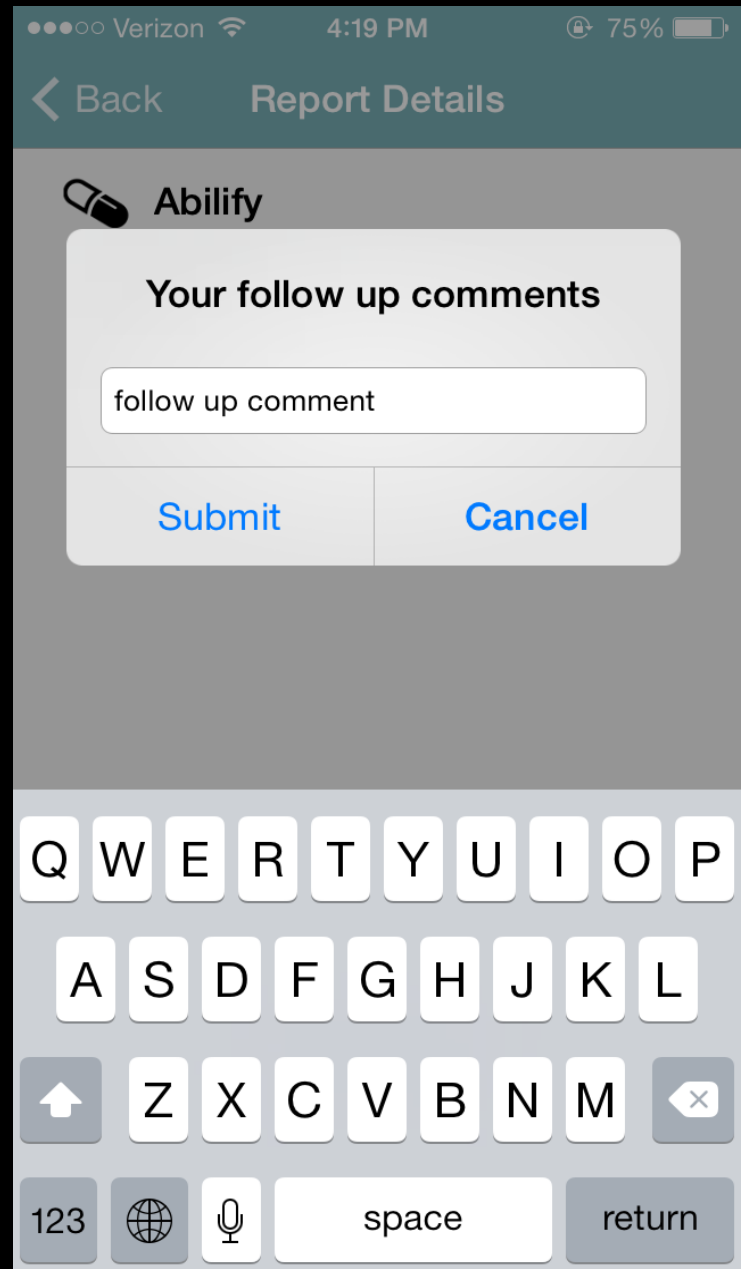 Verizon 4:19 PM 75%
Back Report Details
Abilify
Your follow up comments
follow up comment
Submit Cancel
Q W E R T Y U I O P
A S D F G H J K L
Z X C V B N M
123 space return